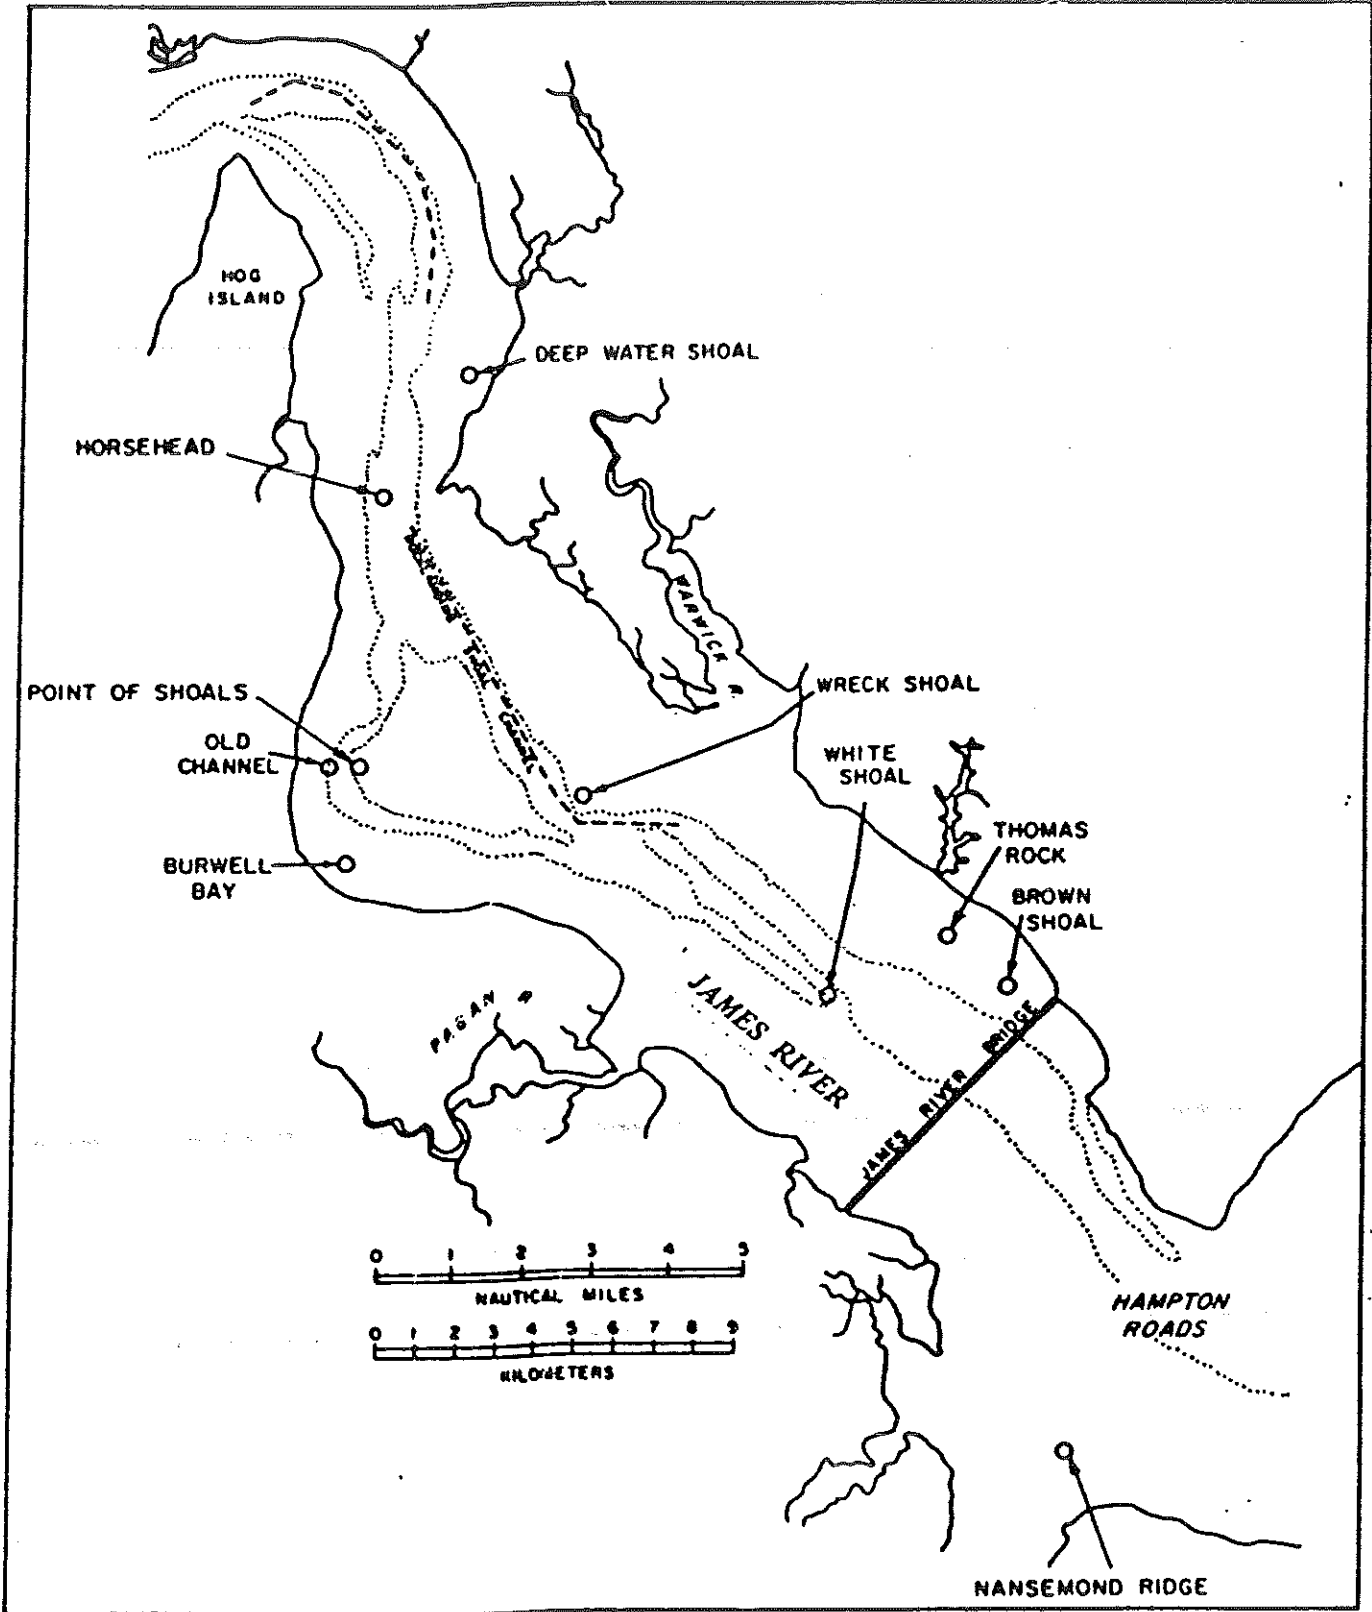 HOG
ISLAND
DEEP WATER SHOAL
HORSEHEAD
WARWICK R.
POINT OF SHOALS
WRECK SHOAL
OLD
CHANNEL
WHITE
SHOAL
THOMAS
ROCK
BURWELL
BAY
BROWN
SHOAL
PAGAN R
JAMES RIVER
JAMES RIVER BRIDGE
0 1 2 3 4 5
NAUTICAL MILES
0 1 2 3 4 5 6 7 8 9
KILOMETERS
HAMPTON
ROADS
NANSEMOND RIDGE